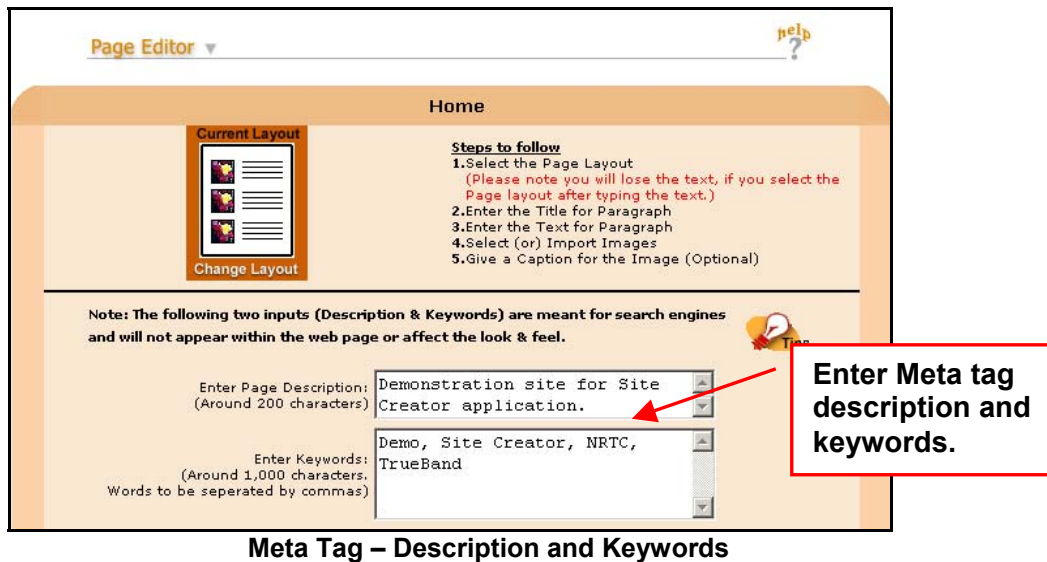 Page Editor
help
?
Home
Current Layout
Change Layout
Steps to follow
1.Select the Page Layout
(Please note you will lose the text, if you select the
Page layout after typing the text.)
2.Enter the Title for Paragraph
3.Enter the Text for Paragraph
4.Select (or) Import Images
5.Give a Caption for the Image (Optional)
Note: The following two inputs (Description & Keywords) are meant for search engines
and will not appear within the web page or affect the look & feel.
Tips
Enter Page Description:
(Around 200 characters)
Demonstration site for Site
Creator application.
Enter Keywords:
(Around 1,000 characters.
Words to be seperated by commas)
Demo, Site Creator, NRTC,
TrueBand
Enter Meta tag
description and
keywords.
Meta Tag – Description and Keywords